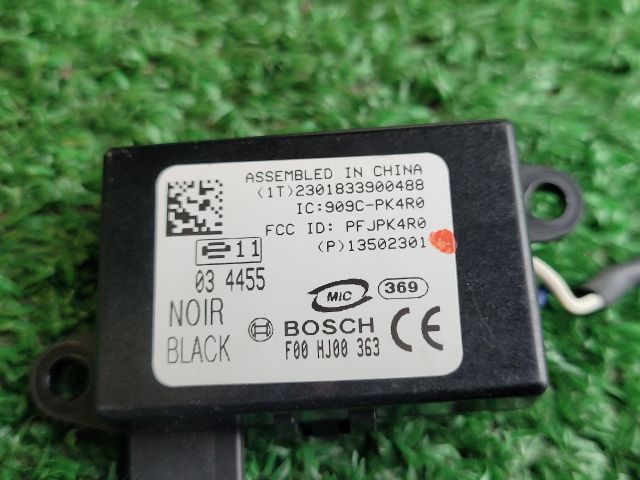 ASSEMBLED IN CHINA
(1T)2301833900488
IC:909C-PK4R0
FCC ID: PFJPK4R0
(P)13502301
E 11
03 4455
MIC
369
NOIR
BLACK
BOSCH
F00 HJ00 363
CE